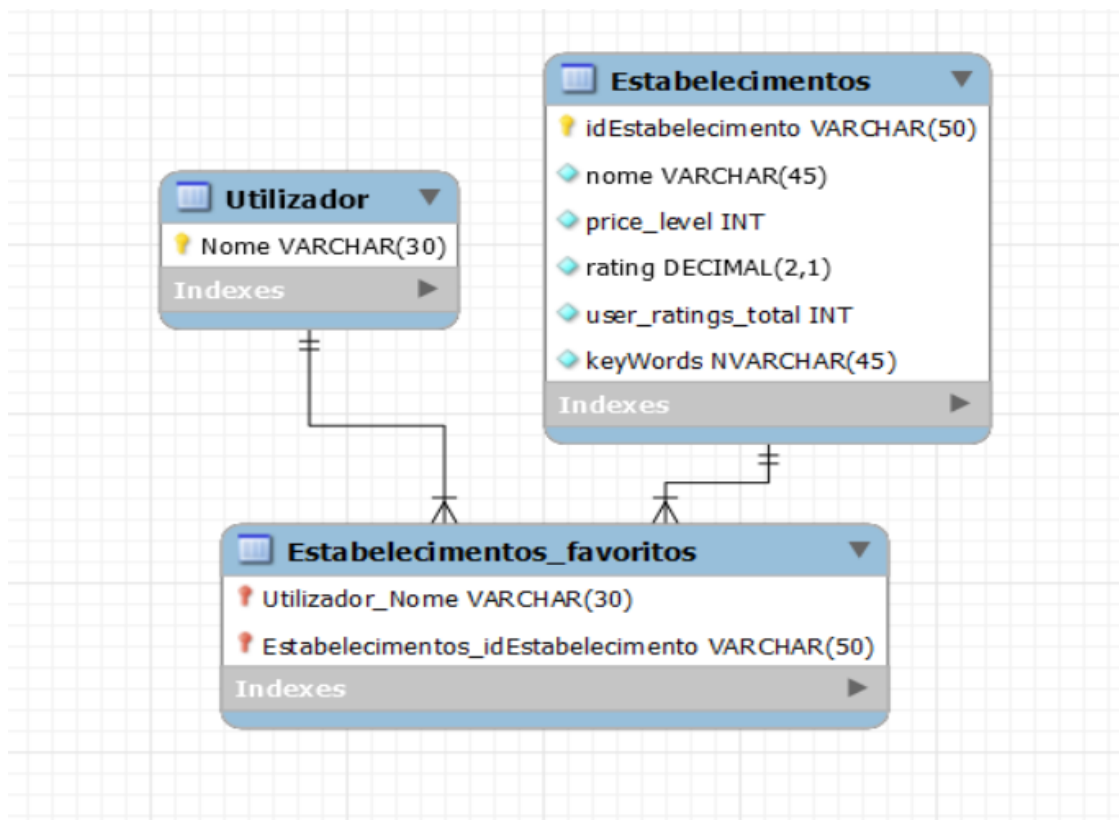 Utilizador
Nome VARCHAR(30)
Indexes
Estabelecimentos
idEstabelecimento VARCHAR(50)
nome VARCHAR(45)
price_level INT
rating DECIMAL(2,1)
user_ratings_total INT
keyWords NVARCHAR(45)
Indexes
Estabelecimentos_favoritos
Utilizador_Nome VARCHAR(30)
Estabelecimentos_idEstabelecimento VARCHAR(50)
Indexes